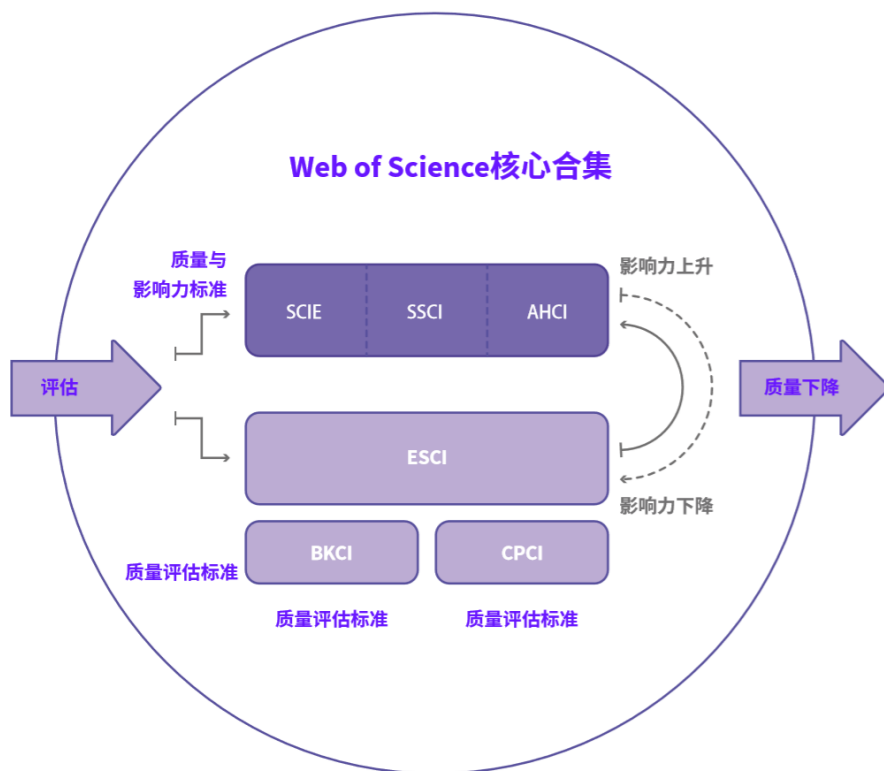 Web of Science核心合集
质量与
影响力标准
SCIE
SSCI
AHCI
影响力上升
评估
质量下降
ESCI
影响力下降
BKCI
CPCI
质量评估标准
质量评估标准
质量评估标准